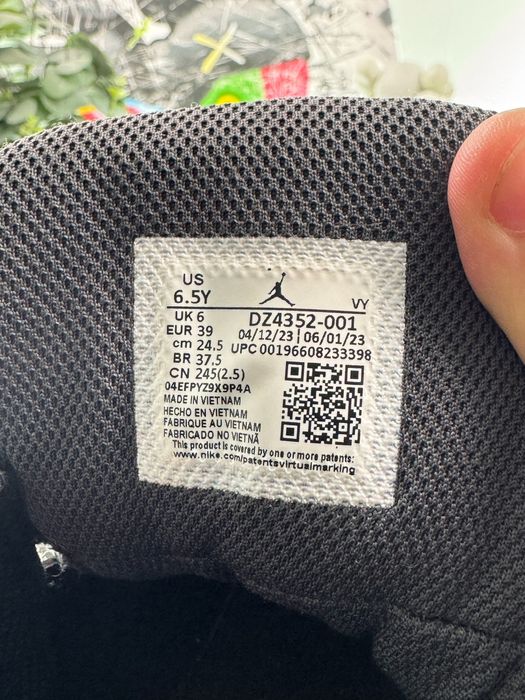 US
6.5Y
VY
UK 6
DZ4352-001
EUR 39
04/12/23 | 06/01/23
cm 24.5
UPC 00196608233398
BR 37.5
CN 245(2.5)
04EFPYZ9X9P4A
MADE IN VIETNAM
HECHO EN VIETNAM
FABRIQUE AU VIETNAM
FABRICADO NO VIETNÃ
This product is covered by one or more patents:
www.nike.com/patentsvirtualmarking